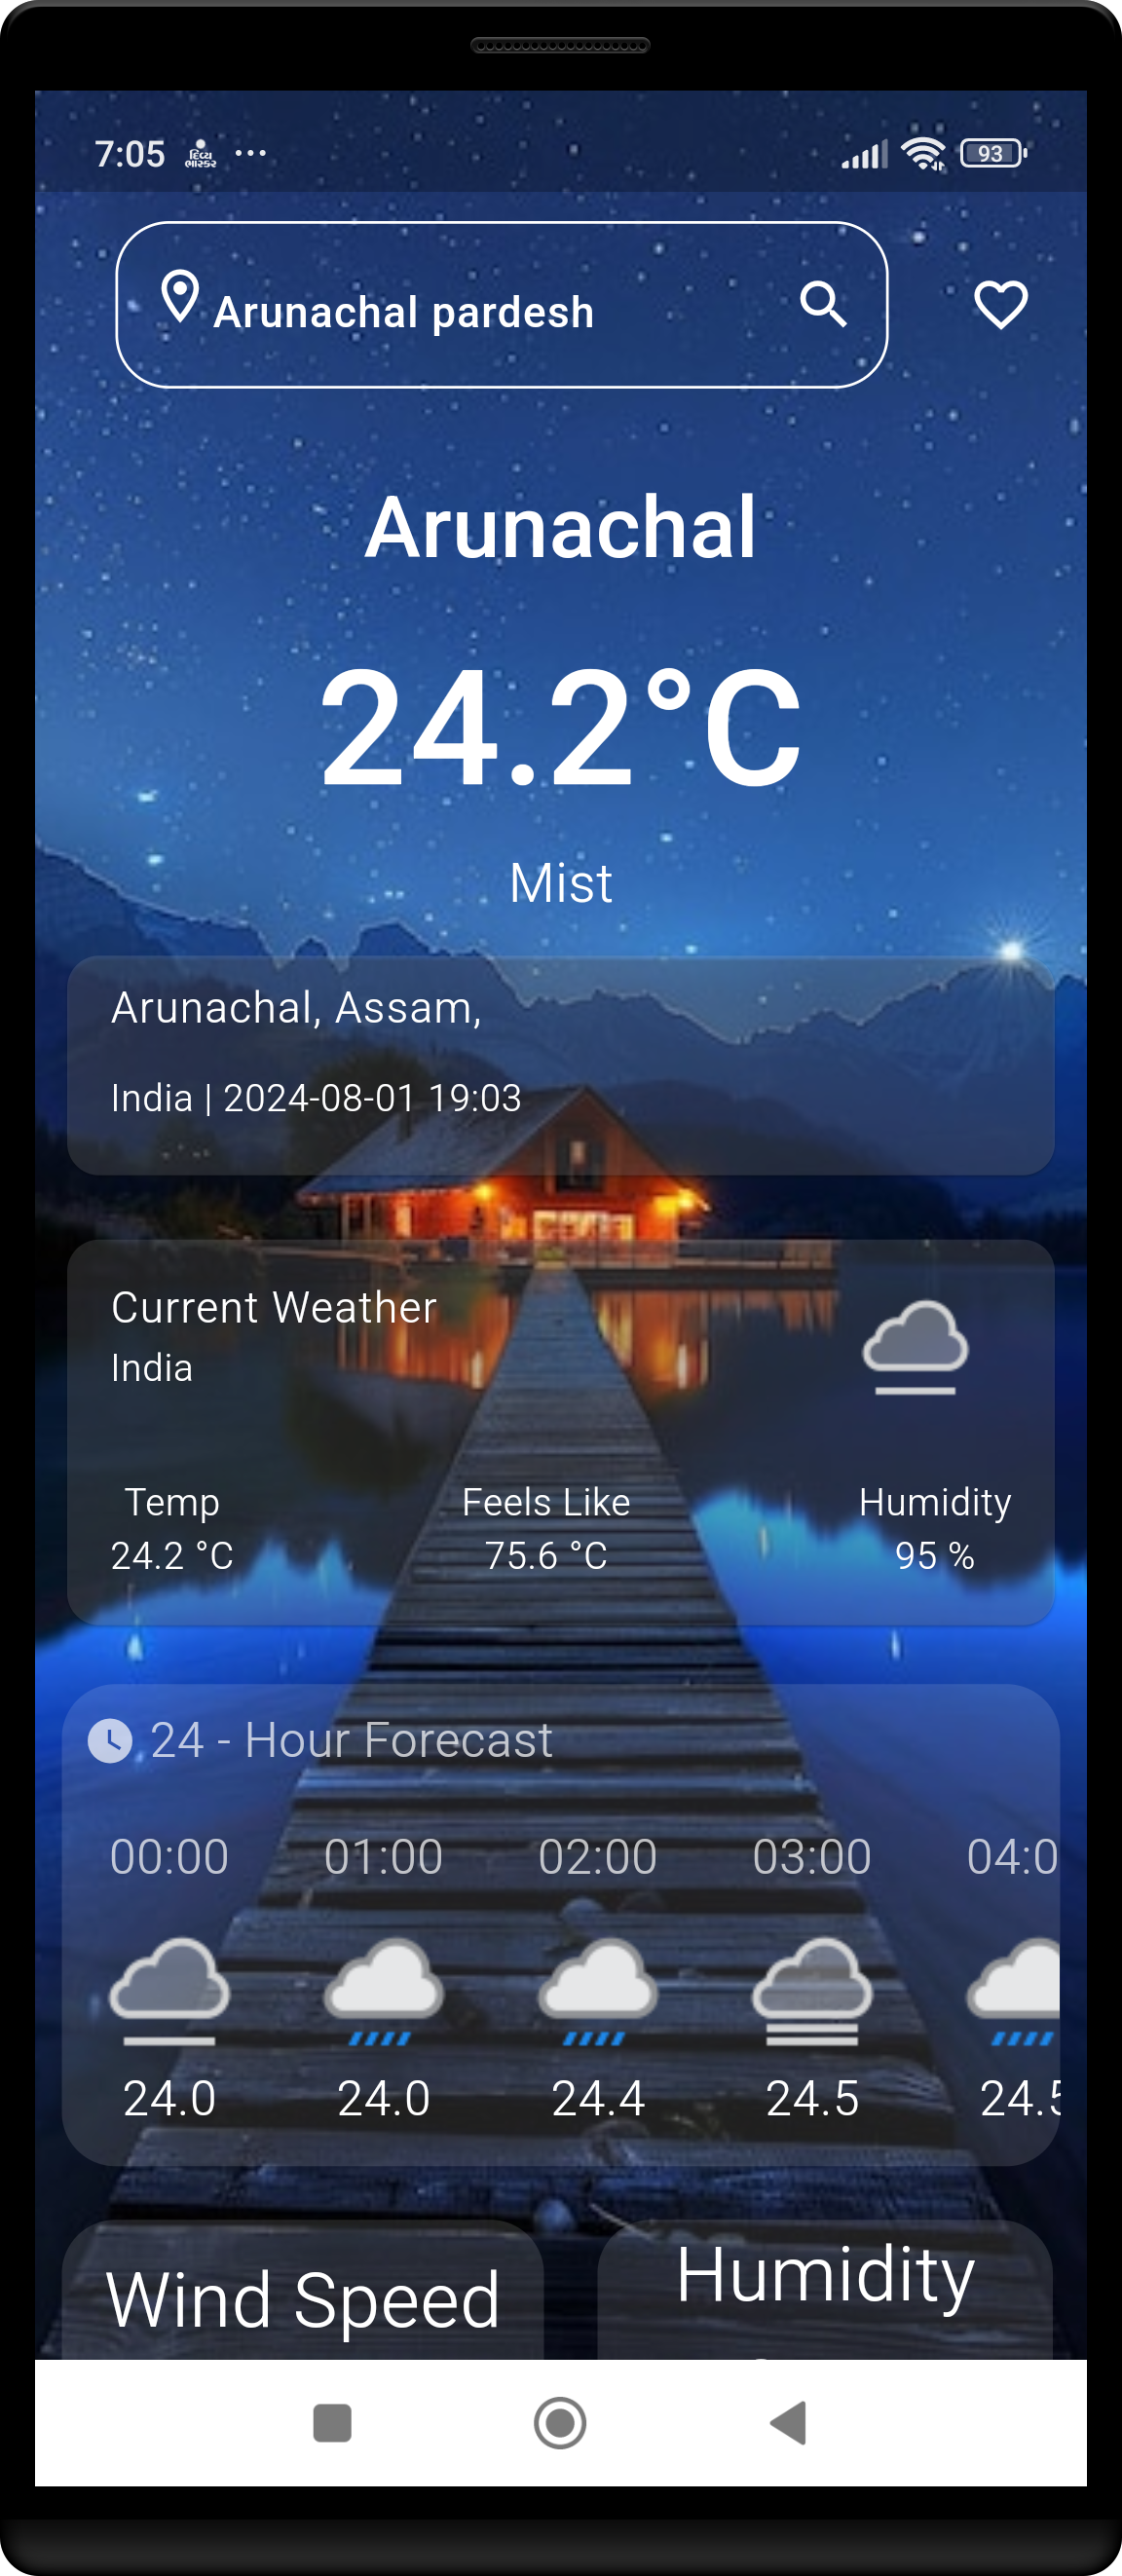 7:05 દિવ્ય ભાસ્કર ... 93
Arunachal pardesh
Arunachal
24.2°C
Mist
Arunachal, Assam,
India | 2024-08-01 19:03
Current Weather
India
Temp Feels Like Humidity
24.2 °C 75.6 °C 95 %
24 - Hour Forecast
00:00 01:00 02:00 03:00 04:0
24.0 24.0 24.4 24.5 24.5
Wind Speed Humidity